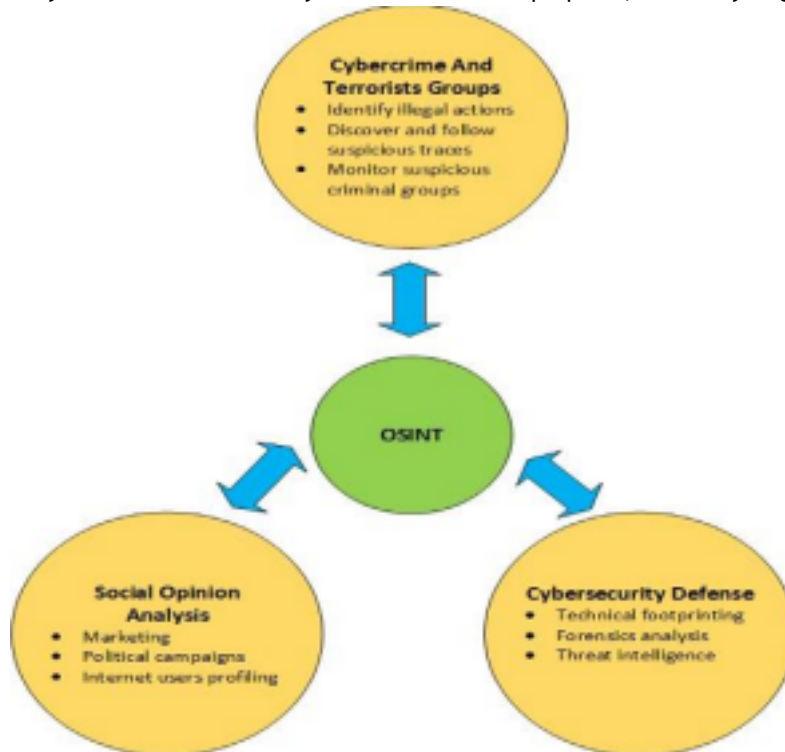 Cybercrime And
Terrorists Groups
• Identify illegal actions
• Discover and follow
suspicious traces
• Monitor suspicious
criminal groups
OSINT
Social Opinion
Analysis
• Marketing
• Political campaigns
• Internet users profiling
Cybersecurity Defense
• Technical footprinting
• Forensics analysis
• Threat intelligence